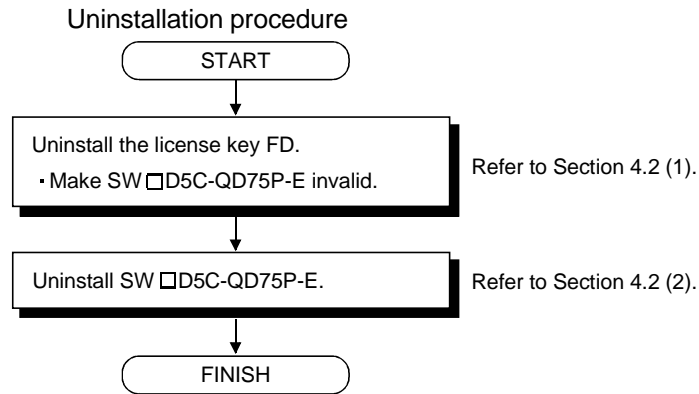 Uninstallation procedure
START
Uninstall the license key FD.
· Make SW □D5C-QD75P-E invalid.
Refer to Section 4.2 (1).
Uninstall SW □D5C-QD75P-E.
Refer to Section 4.2 (2).
FINISH